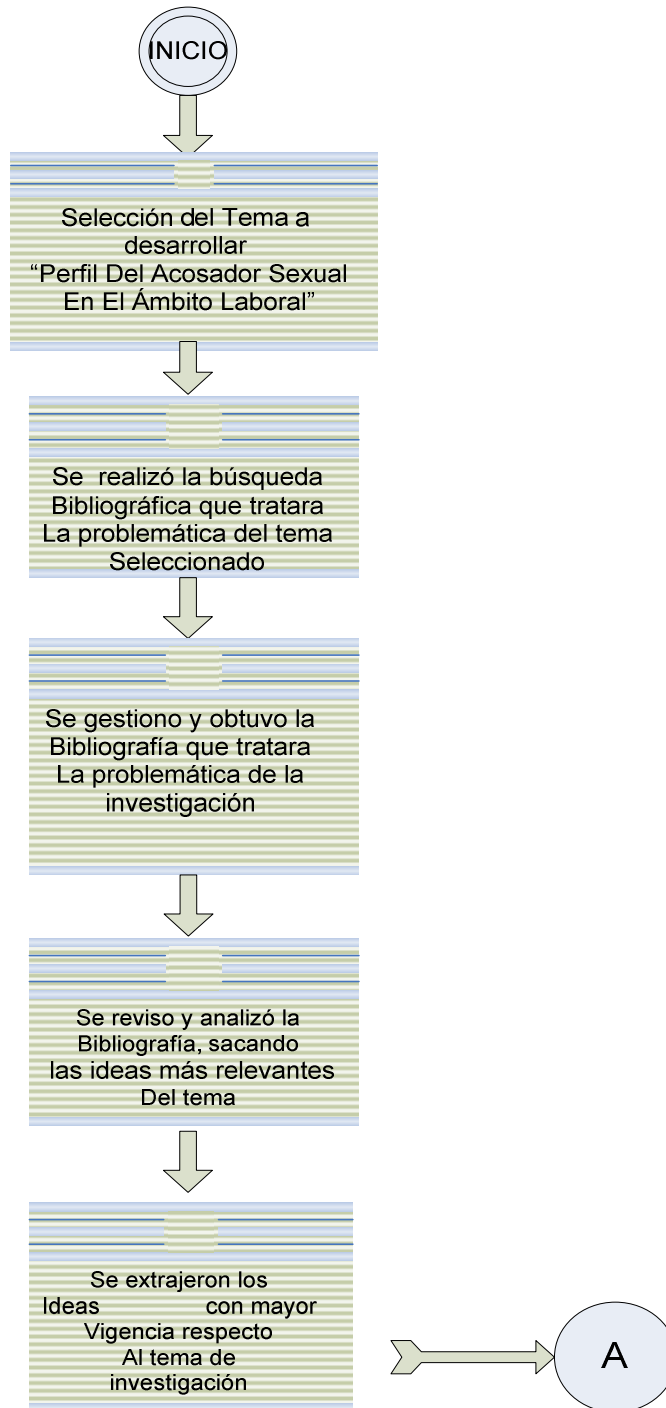 INICIO
Selección del Tema a
desarrollar
“Perfil Del Acosador Sexual
En El Ámbito Laboral”
Se realizó la búsqueda
Bibliográfica que tratara
La problemática del tema
Seleccionado
Se gestiono y obtuvo la
Bibliografía que tratara
La problemática de la
investigación
Se reviso y analizó la
Bibliografía, sacando
las ideas más relevantes
Del tema
Se extrajeron los
Ideas con mayor
Vigencia respecto
Al tema de
investigación
A